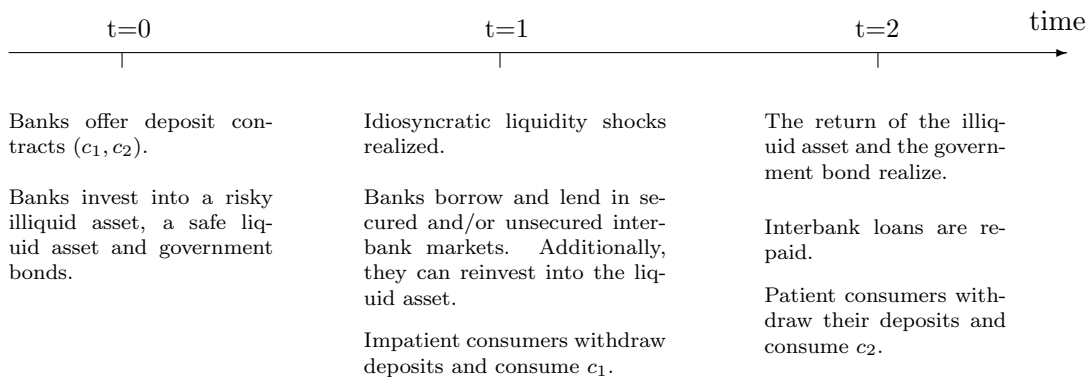 t=0
t=1
t=2
time
Banks offer deposit con-
tracts (c₁, c₂).
Banks invest into a risky
illiquid asset, a safe liq-
uid asset and government
bonds.
Idiosyncratic liquidity shocks
realized.
Banks borrow and lend in se-
cured and/or unsecured inter-
bank markets. Additionally,
they can reinvest into the liq-
uid asset.
Impatient consumers withdraw
deposits and consume c₁.
The return of the illiq-
uid asset and the govern-
ment bond realize.
Interbank loans are re-
paid.
Patient consumers with-
draw their deposits and
consume c₂.